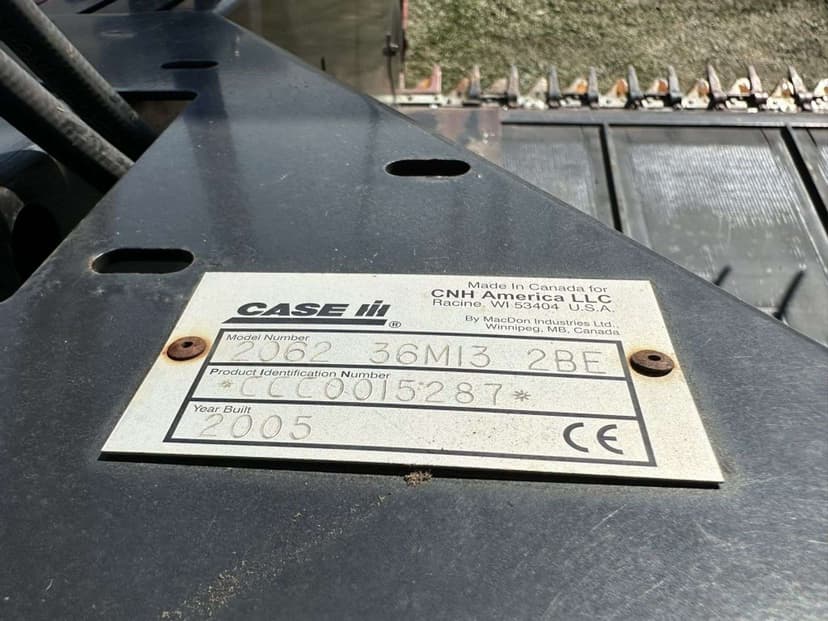 CASE III ®
Made In Canada for
CNH America LLC
Racine, WI 53404 U.S.A.
By MacDon Industries Ltd.,
Winnipeg, MB, Canada
Model Number
2062 36M13 2BE
Product Identification Number
*CCC0015287*
Year Built
2005
CE